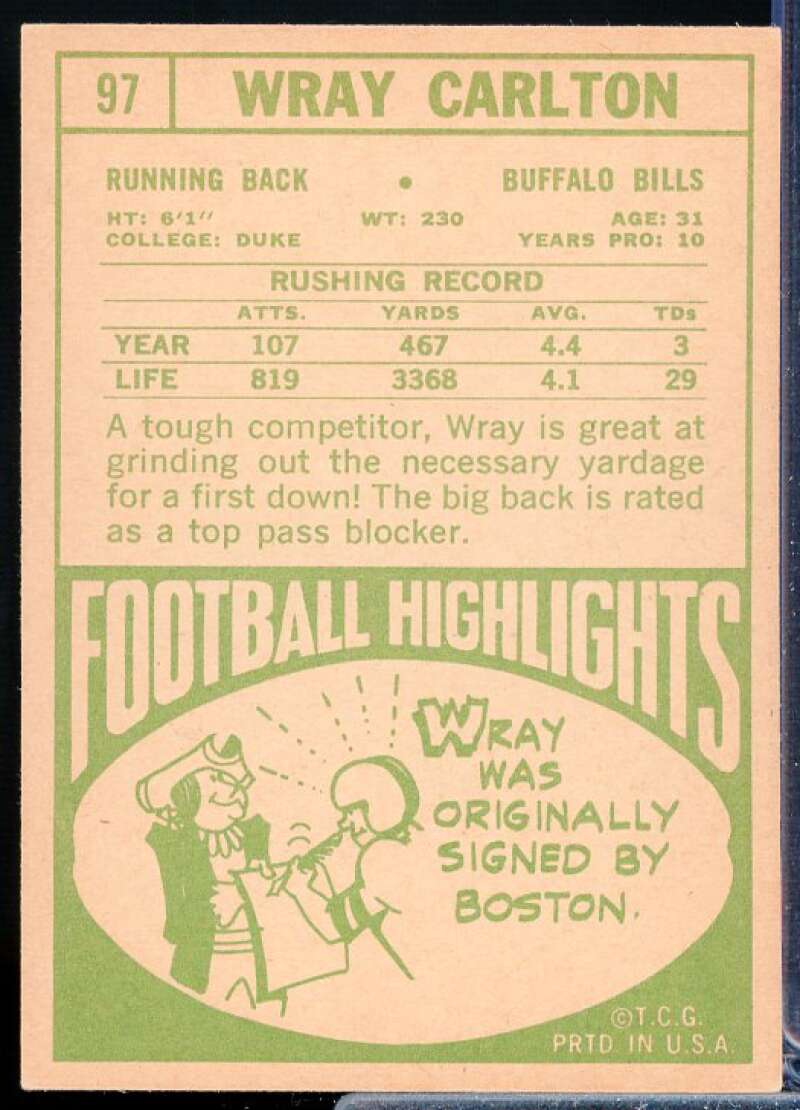 97 WRAY CARLTON
RUNNING BACK • BUFFALO BILLS
HT: 6'1" WT: 230 AGE: 31
COLLEGE: DUKE YEARS PRO: 10
RUSHING RECORD
ATTS. YARDS AVG. TDs
YEAR 107 467 4.4 3
LIFE 819 3368 4.1 29
A tough competitor, Wray is great at
grinding out the necessary yardage
for a first down! The big back is rated
as a top pass blocker.
FOOTBALL HIGHLIGHTS
WRAY
WAS
ORIGINALLY
SIGNED BY
BOSTON.
©T.C.G.
PRTD IN U.S.A.